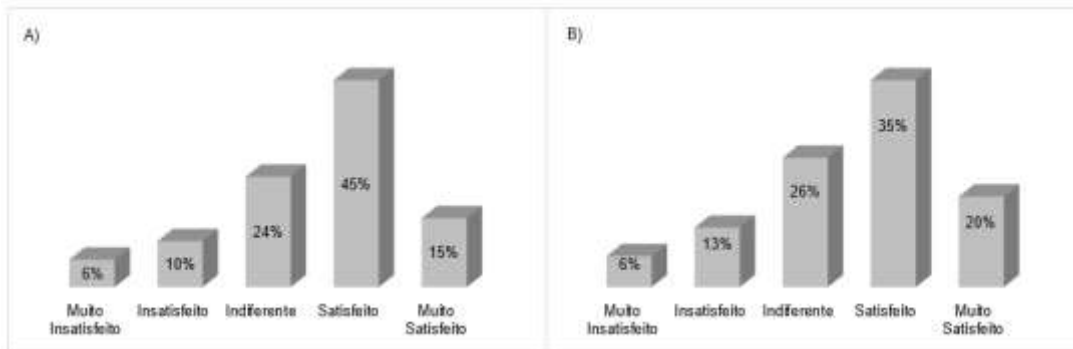 A)
6%
10%
24%
45%
15%
Muito
Insatisfeito
Insatisfeito
Indiferente
Satisfeito
Muito
Satisfeito
B)
6%
13%
26%
35%
20%
Muito
Insatisfeito
Insatisfeito
Indiferente
Satisfeito
Muito
Satisfeito